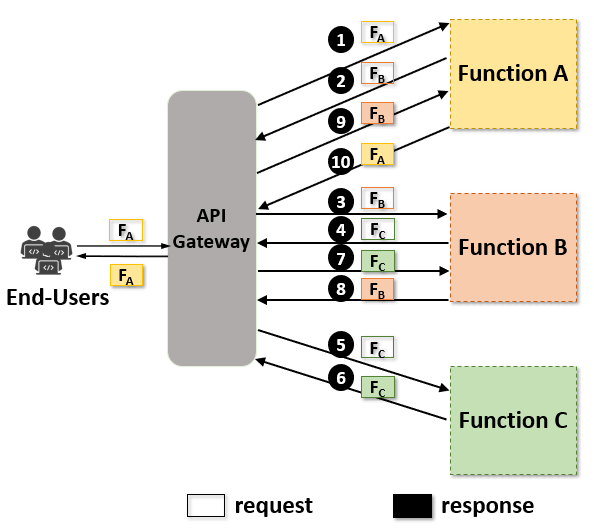 1 FA
2 FB
9 FB
10 FA
Function A
3 FB
4 FC
7 FC
8 FB
Function B
5 FC
6 FC
Function C
API
Gateway
FA
FA
End-Users
request
response